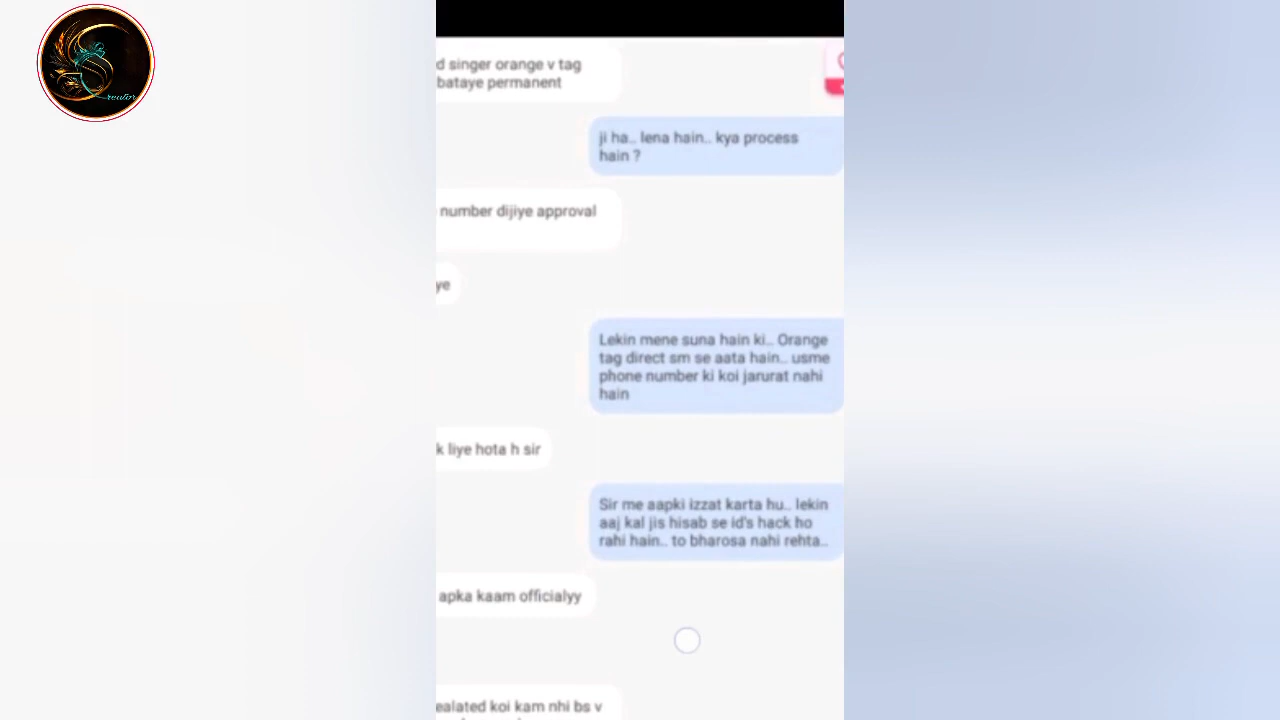 d singer orange v tag
bataye permanent
ji ha.. lena hain.. kya process
hain ?
number dijiye approval
ye
Lekin mene suna hain ki.. Orange
tag direct sm se aata hain.. usme
phone number ki koi jarurat nahi
hain
k liye hota h sir
Sir me aapki izzat karta hu.. lekin
aaj kal jis hisab se id's hack ho
rahi hain.. to bharosa nahi rehta..
apka kaam officialyy
ealated koi kam nhi bs v